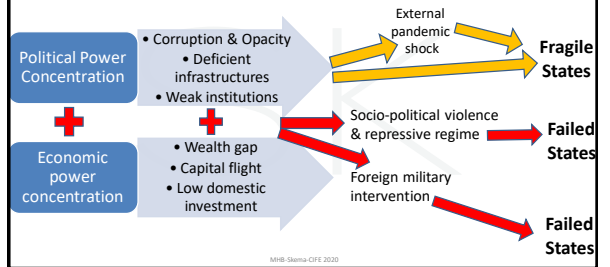 Political Power
Concentration
• Corruption & Opacity
• Deficient
infrastructures
• Weak institutions
External
pandemic
shock
Fragile
States
Economic
power
concentration
• Wealth gap
• Capital flight
• Low domestic
investment
Socio-political violence
& repressive regime
Failed
States
Foreign military
intervention
Failed
States
MHB-Skema-CIFE 2020